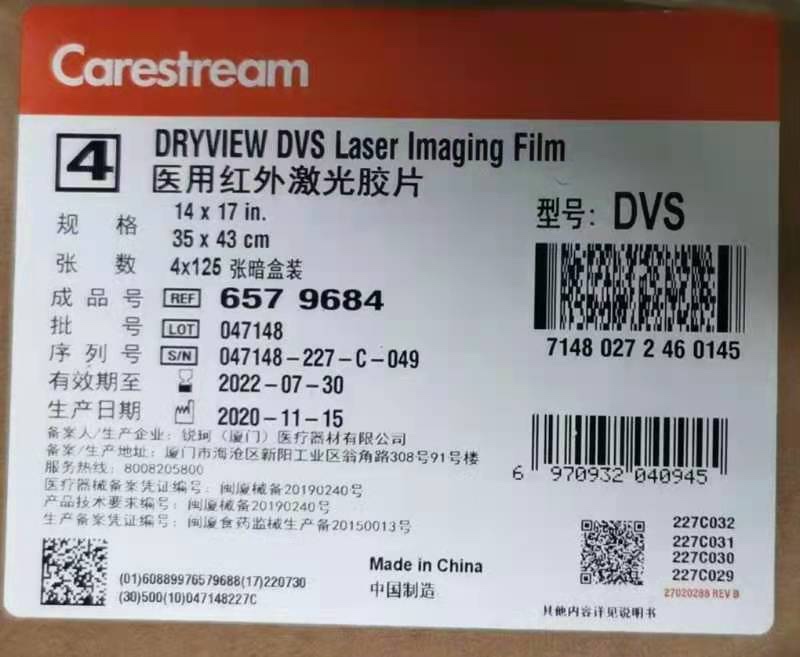 Carestream
4
DRYVIEW DVS Laser Imaging Film
医用红外激光胶片
规 格 14 x 17 in.
35 x 43 cm
型号: DVS
张 数 4x125 张暗盒装
成品号 REF 657 9684
批 号 LOT 047148
序列号 S/N 047148-227-C-049
7148 027 2 46 0145
有效期至 2022-07-30
生产日期 2020-11-15
备案人/生产企业: 锐珂 (厦门) 医疗器材有限公司
备案/生产地址: 厦门市海沧区新阳工业区翁角路308号91号楼
服务热线: 8008205800
6 970932 040945
医疗器械备案凭证编号: 闽厦械备20190240号
产品技术要求编号: 闽厦械备20190240号
生产备案凭证编号: 闽厦食药监械生产备20150013号
227C032
227C031
227C030
227C029
27020288 REV B
(01)60889976579688(17)220730
(30)500(10)047148227C
Made in China
中国制造
其他内容详见说明书